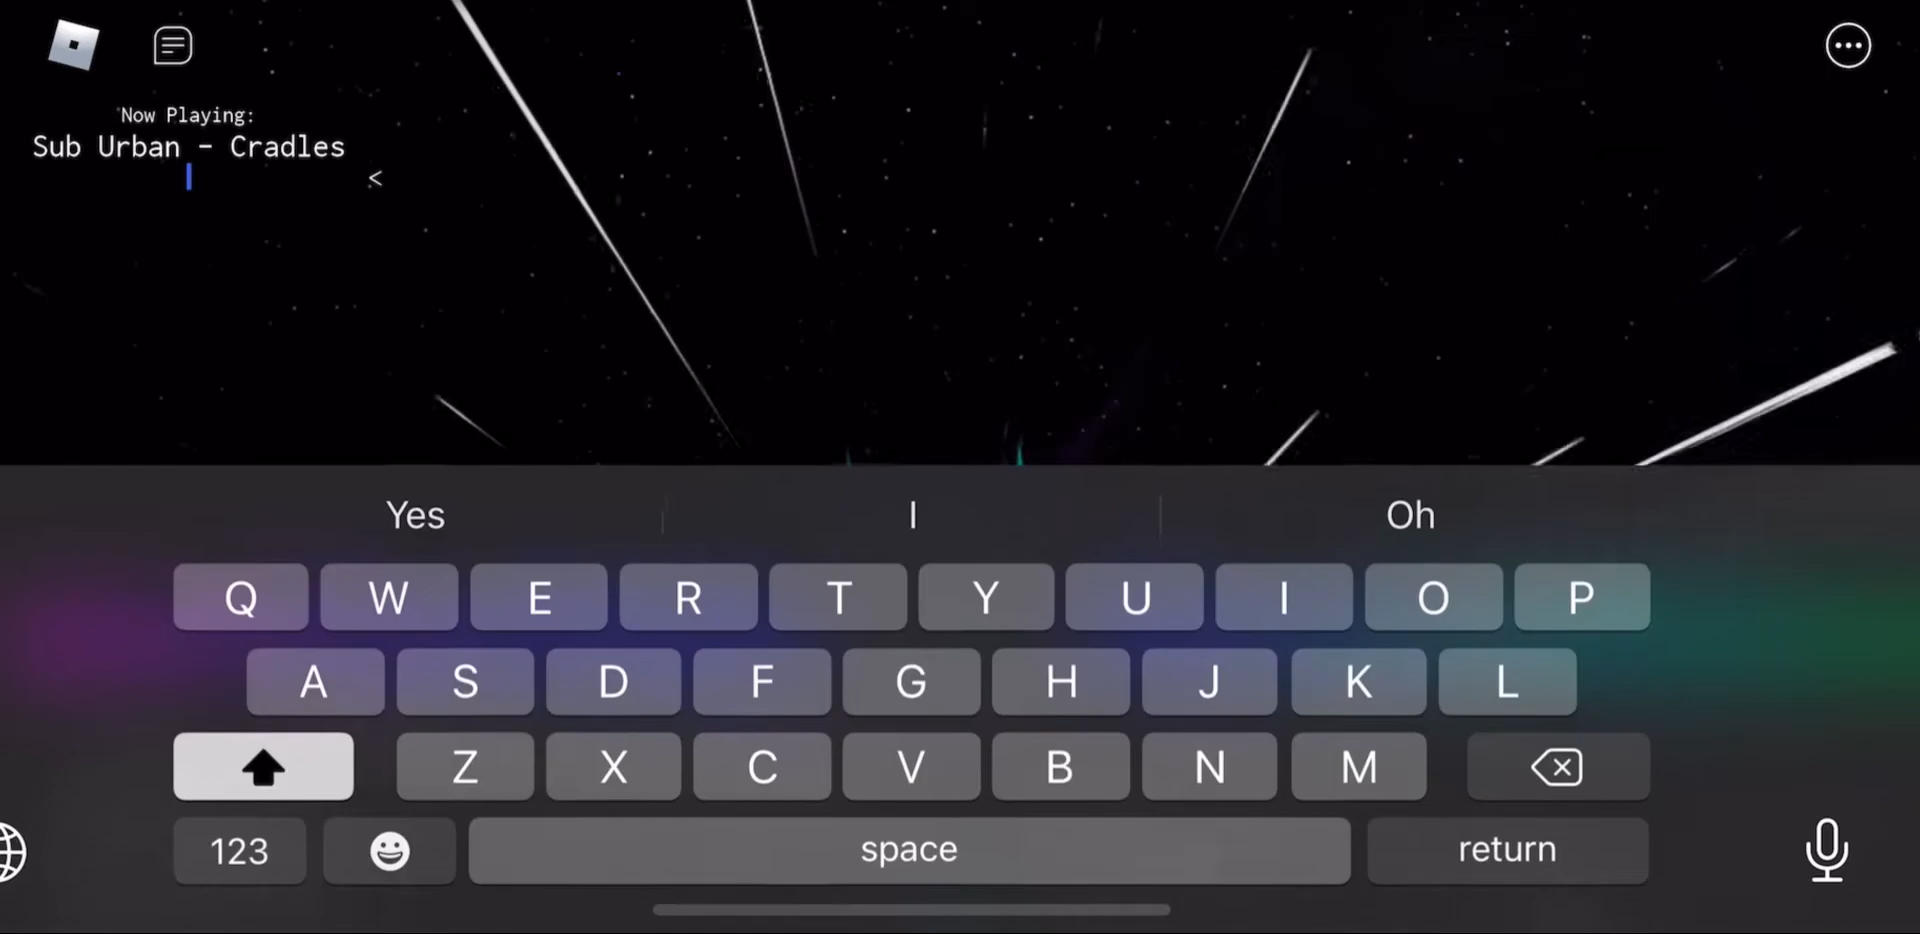 Now Playing:
Sub Urban - Cradles
<
Yes I Oh
Q W E R T Y U I O P
A S D F G H J K L
Z X C V B N M
123 space return